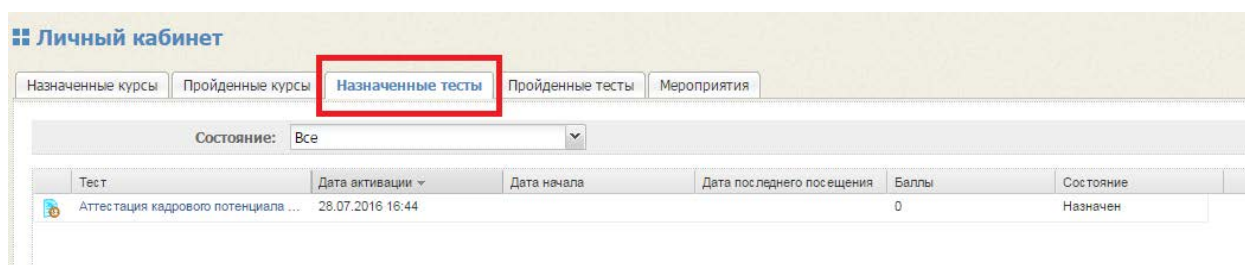 Личный кабинет
Назначенные курсы Пройденные курсы Назначенные тесты Пройденные тесты Мероприятия
Состояние: Все
Тест Дата активации Дата начала Дата последнего посещения Баллы Состояние
Аттестация кадрового потенциала ... 28.07.2016 16:44 0 Назначен